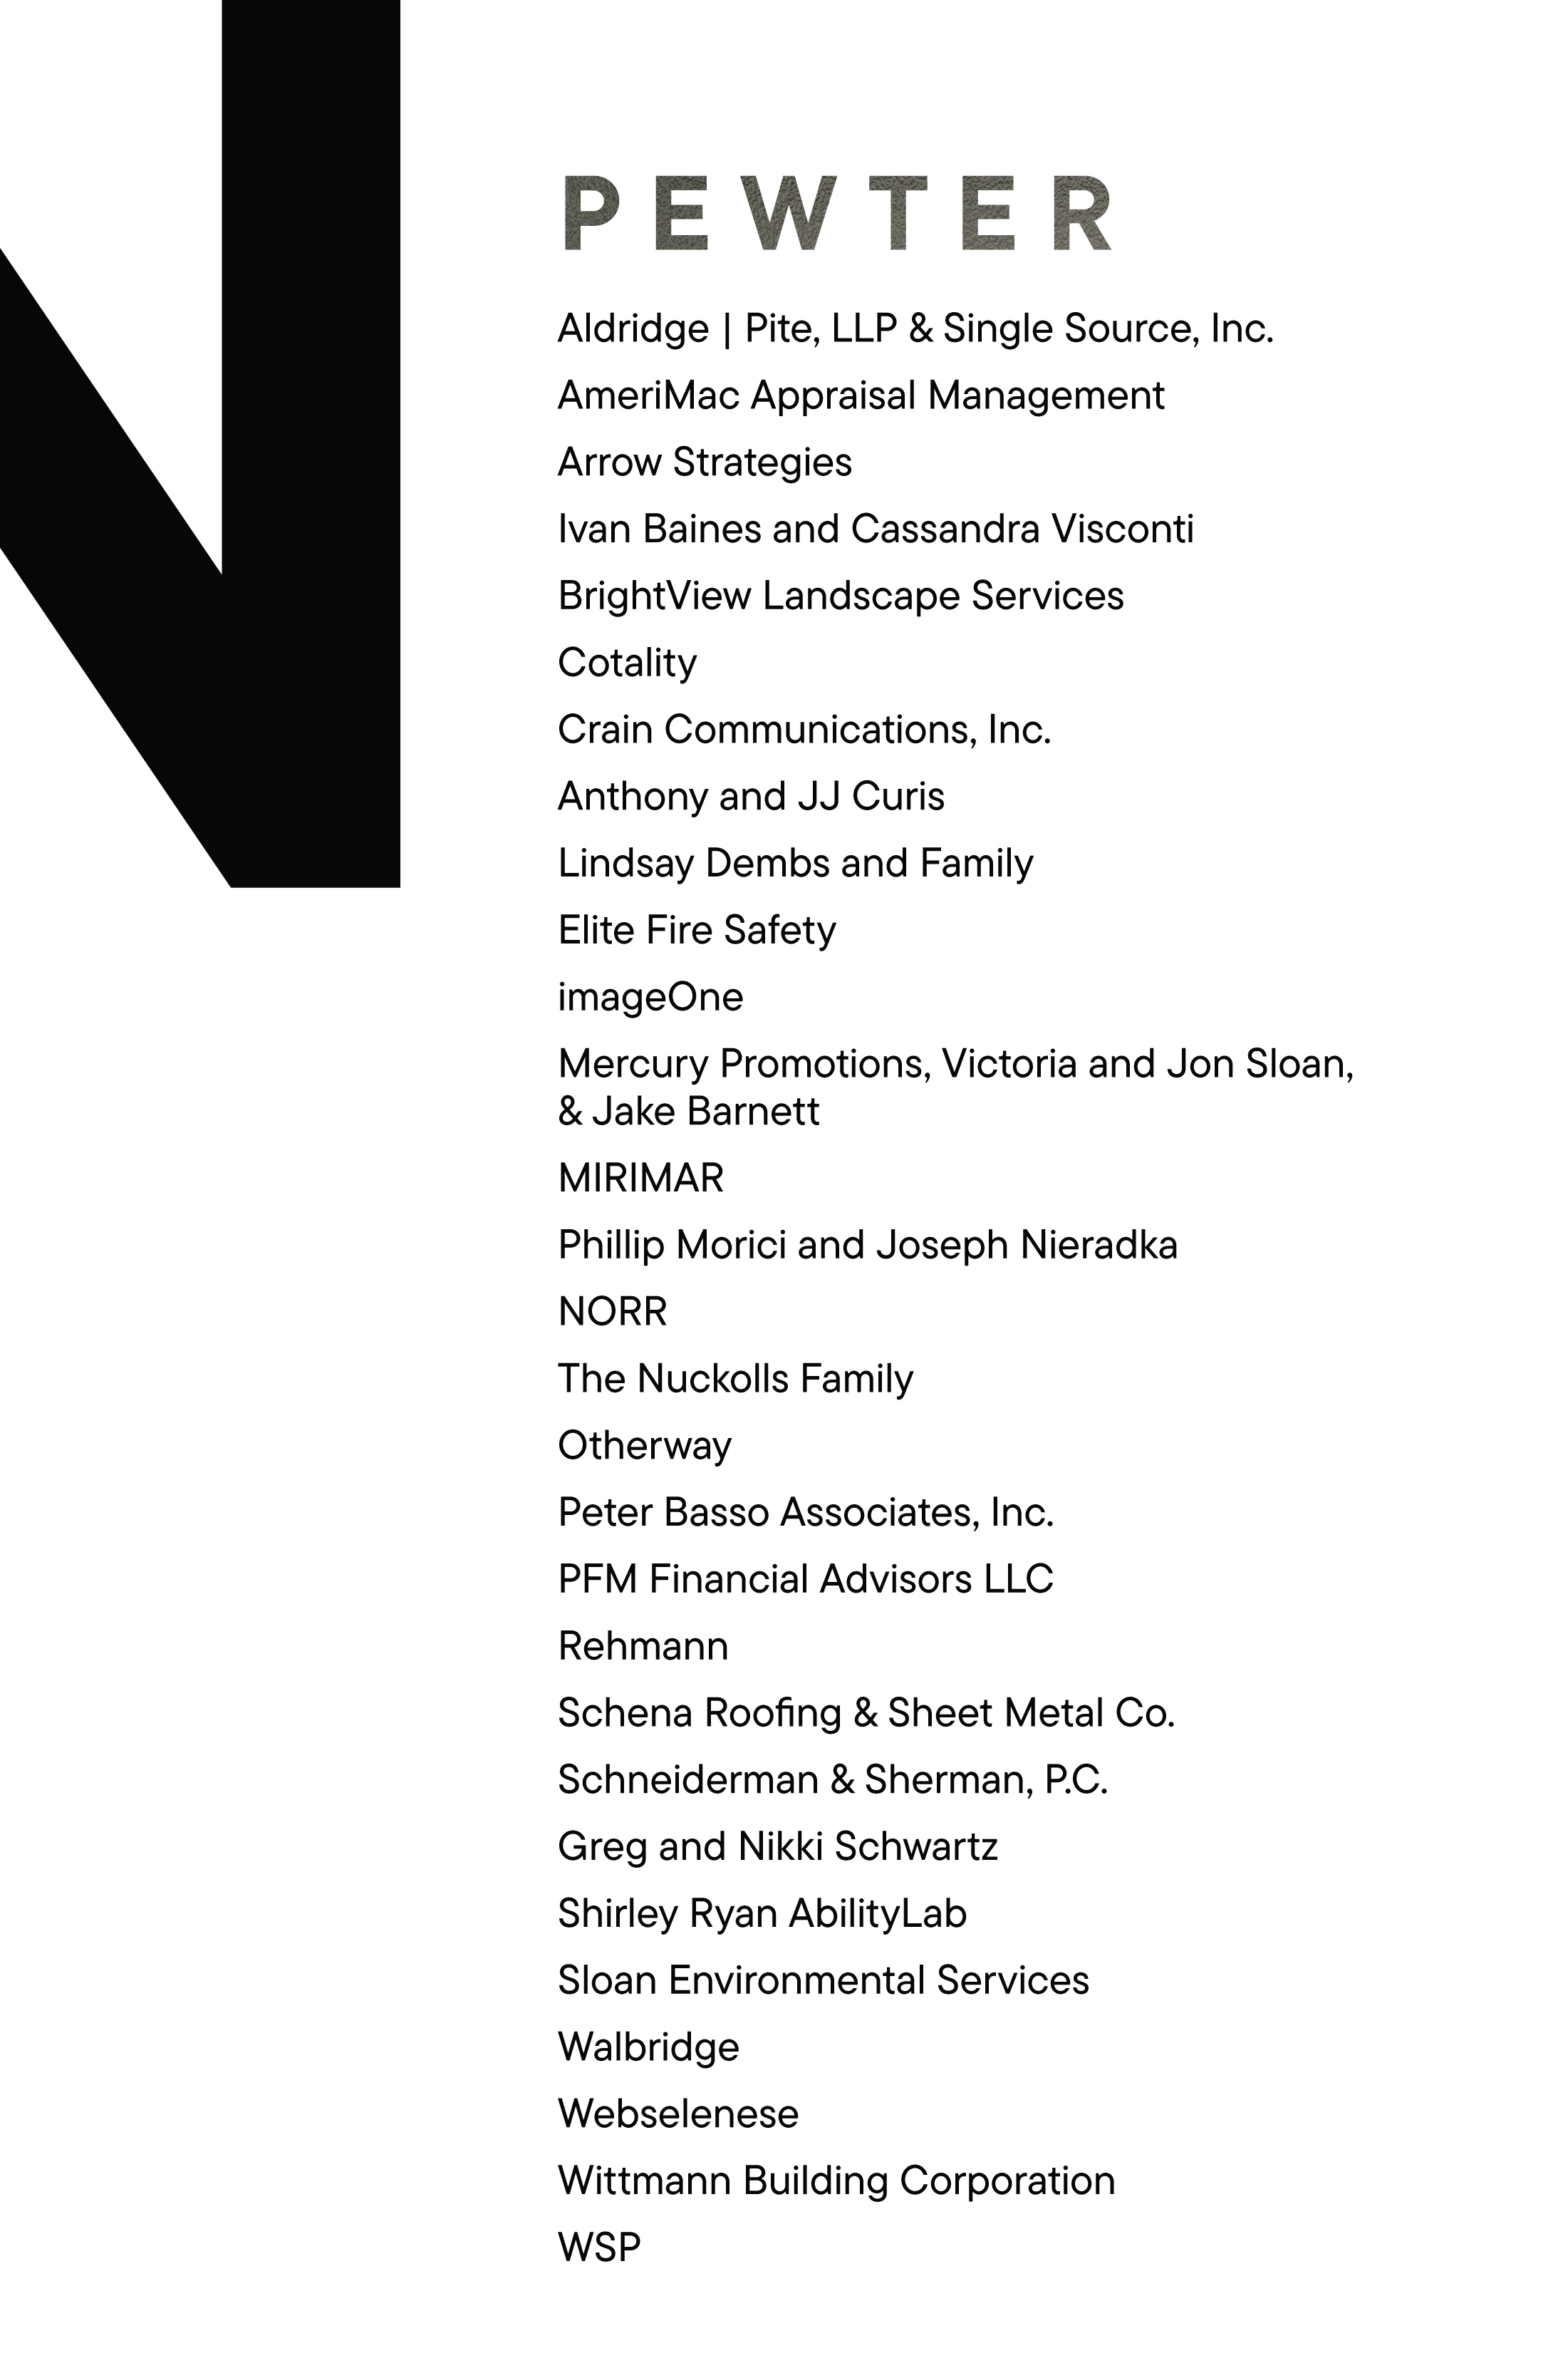 N
PEWTER
Aldridge | Pite, LLP & Single Source, Inc.
AmeriMac Appraisal Management
Arrow Strategies
Ivan Baines and Cassandra Visconti
BrightView Landscape Services
Cotality
Crain Communications, Inc.
Anthony and JJ Curis
Lindsay Dembs and Family
Elite Fire Safety
imageOne
Mercury Promotions, Victoria and Jon Sloan,
& Jake Barnett
MIRIMAR
Phillip Morici and Joseph Nieradka
NORR
The Nuckolls Family
Otherway
Peter Basso Associates, Inc.
PFM Financial Advisors LLC
Rehmann
Schena Roofing & Sheet Metal Co.
Schneiderman & Sherman, P.C.
Greg and Nikki Schwartz
Shirley Ryan AbilityLab
Sloan Environmental Services
Walbridge
Webselenese
Wittmann Building Corporation
WSP